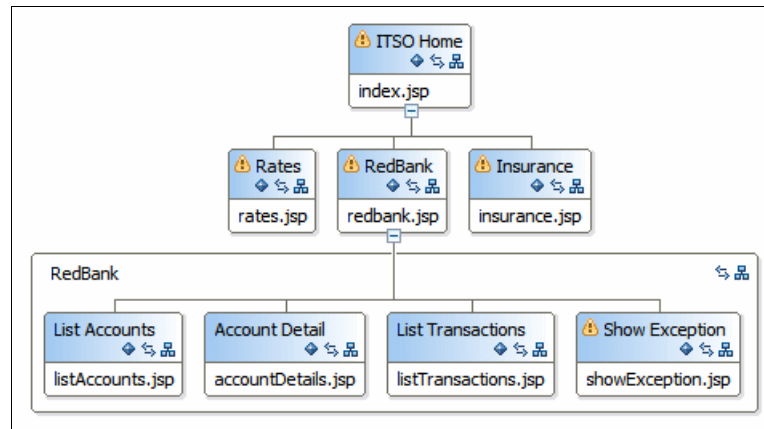 ITSO Home
index.jsp
Rates
rates.jsp
RedBank
redbank.jsp
Insurance
insurance.jsp
RedBank
List Accounts
listAccounts.jsp
Account Detail
accountDetails.jsp
List Transactions
listTransactions.jsp
Show Exception
showException.jsp